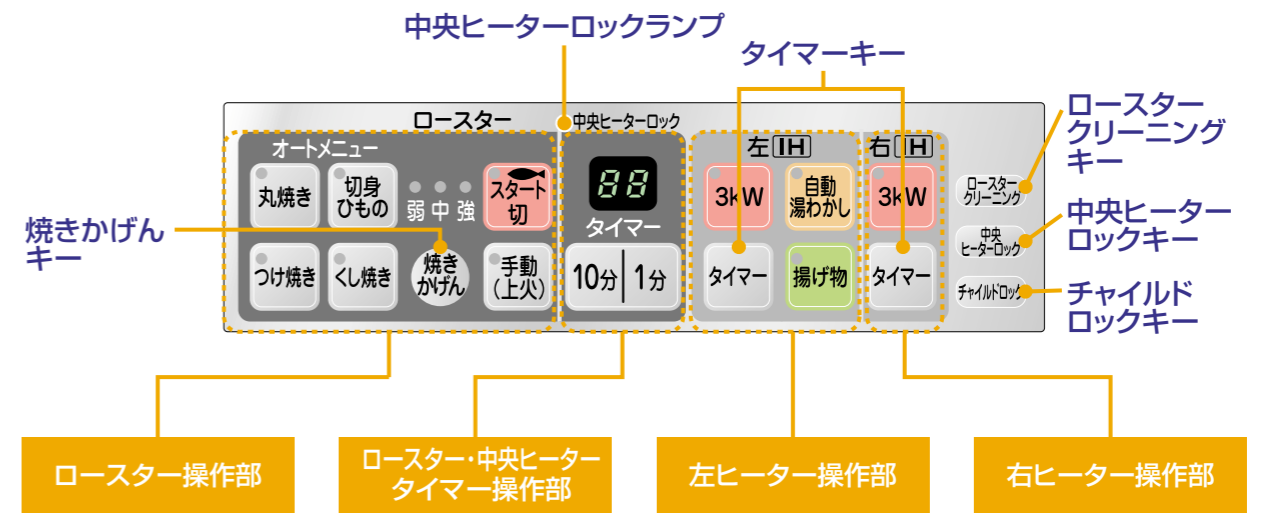 中央ヒーターロックランプ
タイマーキー
ロースター
クリーニング
キー
中央ヒーター
ロックキー
チャイルド
ロックキー
焼きかげん
キー
ロースター
オートメニュー
丸焼き
切身
ひもの
弱 中 強
スタート
切
つけ焼き
くし焼き
焼き
かげん
手動
(上火)
中央ヒーターロック
88
タイマー
10分 1分
左IH
3kW
自動
湯わかし
タイマー
揚げ物
右IH
3kW
タイマー
ロースター
クリーニング
中央
ヒーターロック
チャイルドロック
ロースター操作部
ロースター・中央ヒーター
タイマー操作部
左ヒーター操作部
右ヒーター操作部